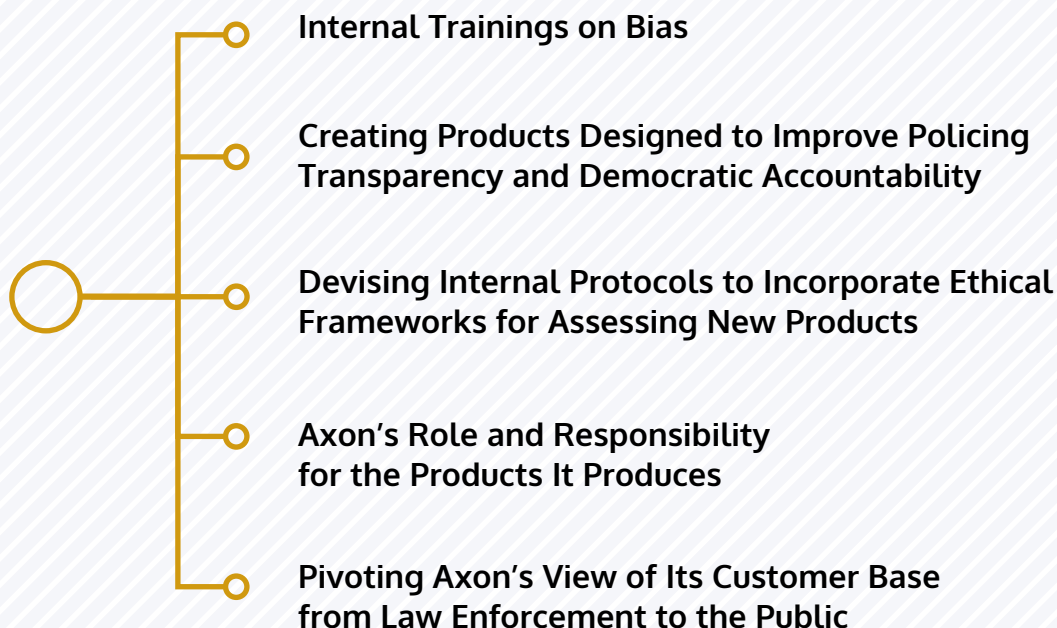 Internal Trainings on Bias
Creating Products Designed to Improve Policing
Transparency and Democratic Accountability
Devising Internal Protocols to Incorporate Ethical
Frameworks for Assessing New Products
Axon’s Role and Responsibility
for the Products It Produces
Pivoting Axon’s View of Its Customer Base
from Law Enforcement to the Public